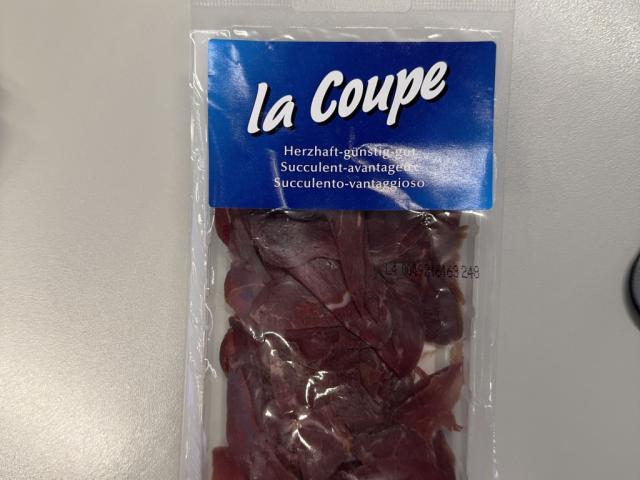 la Coupe
Herzhaft-günstig-gut
Succulent-avantageux
Succulento-vantaggioso